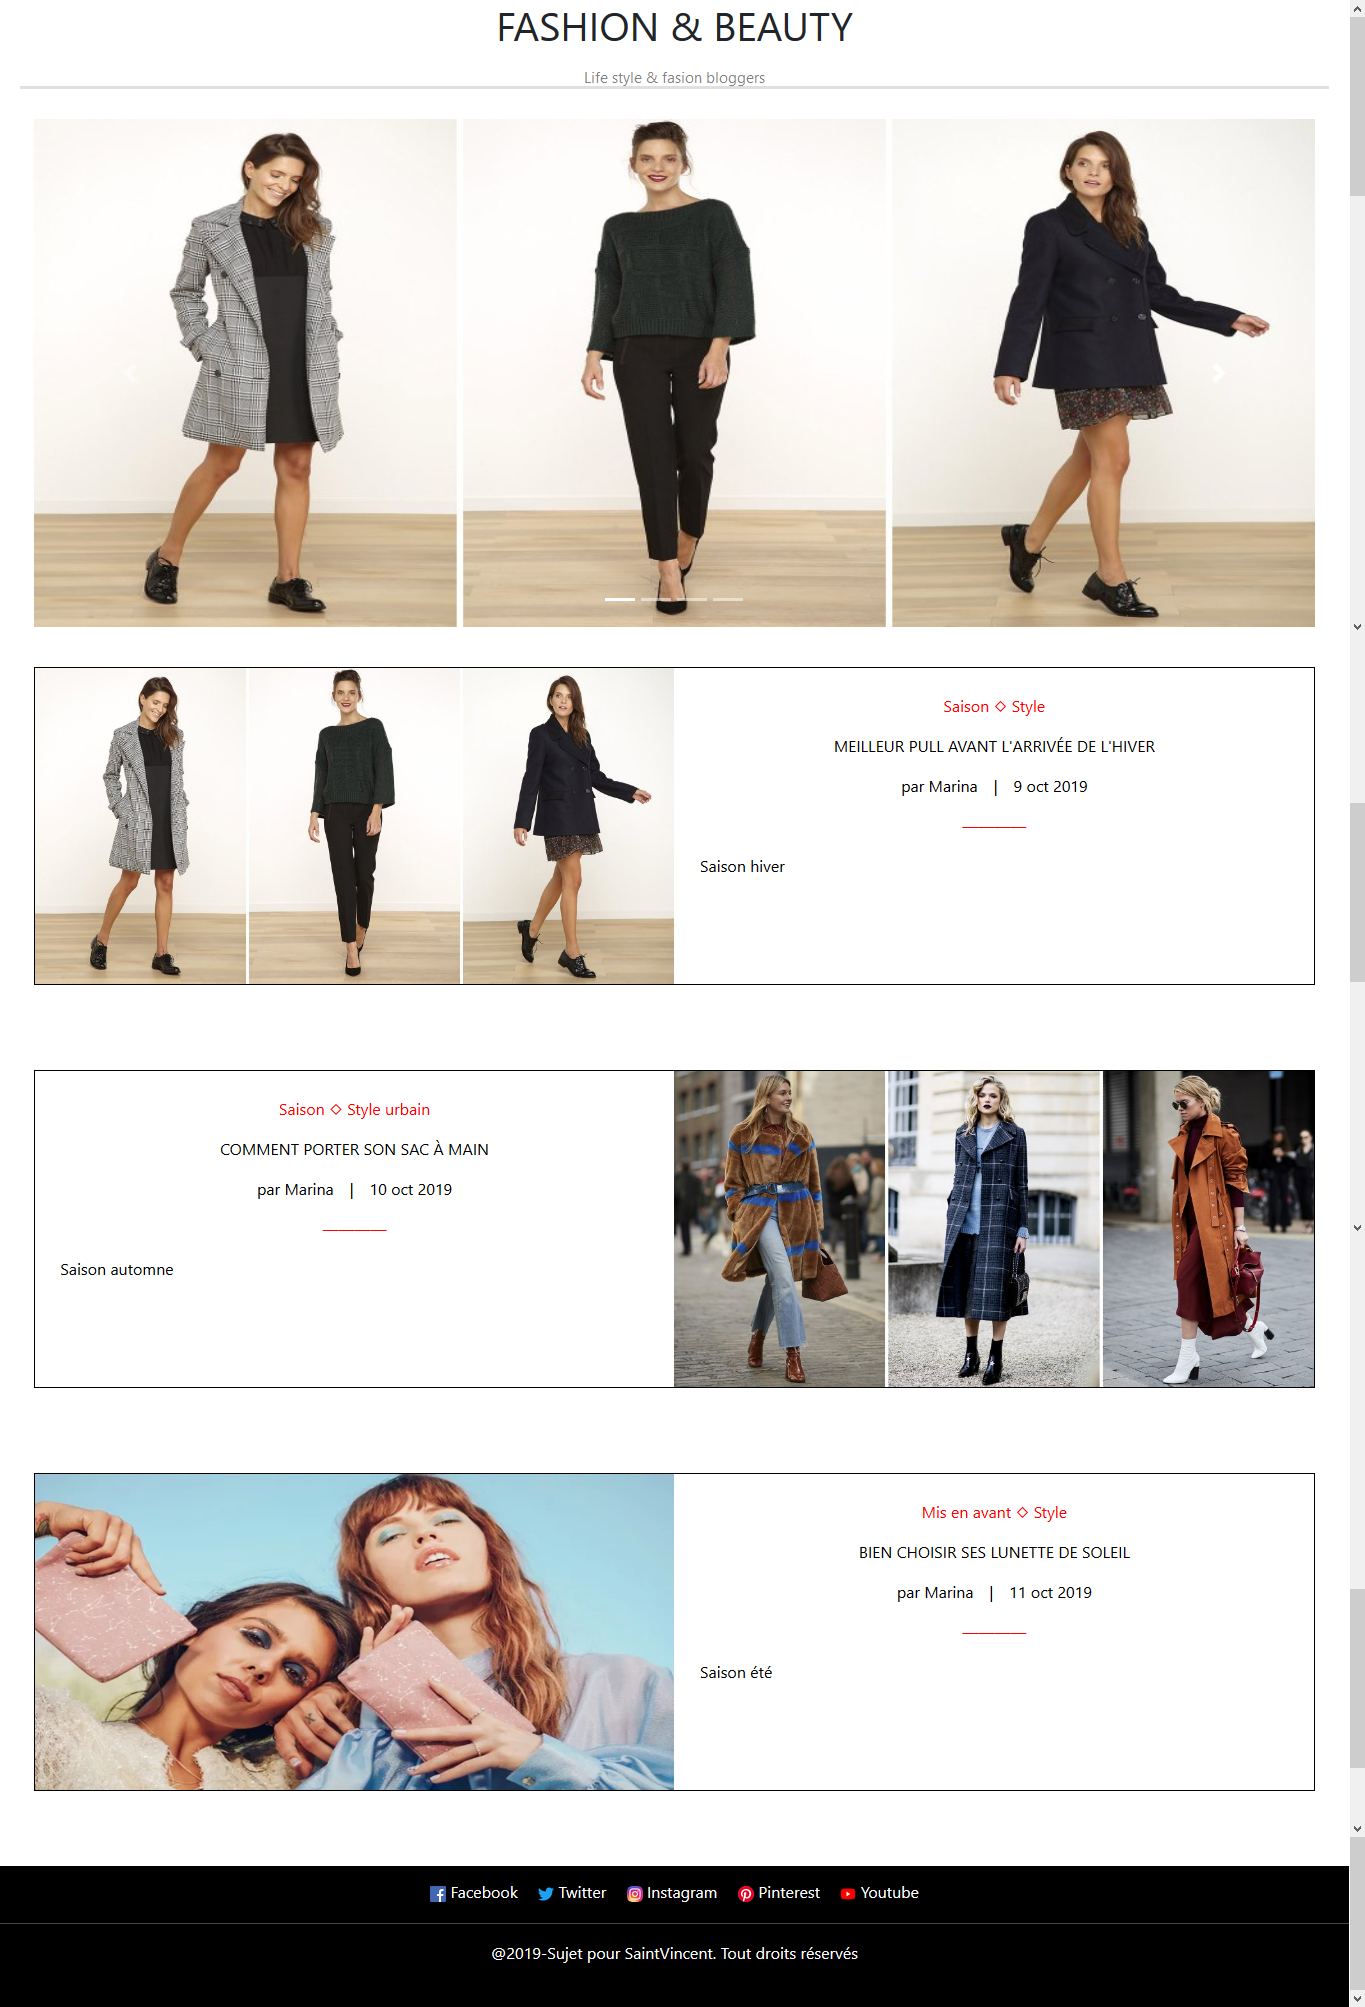 FASHION & BEAUTY
Life style & fasion bloggers
Saison ◇ Style
MEILLEUR PULL AVANT L'ARRIVÉE DE L'HIVER
par Marina | 9 oct 2019
Saison hiver
Saison ◇ Style urbain
COMMENT PORTER SON SAC À MAIN
par Marina | 10 oct 2019
Saison automne
Mis en avant ◇ Style
BIEN CHOISIR SES LUNETTE DE SOLEIL
par Marina | 11 oct 2019
Saison été
Facebook Twitter Instagram Pinterest Youtube
@2019-Sujet pour SaintVincent. Tout droits réservés